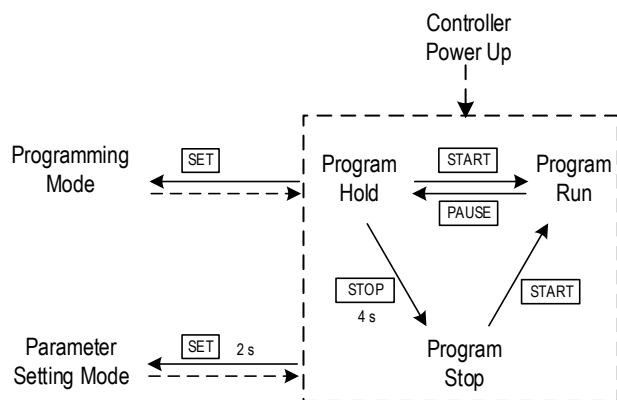 Controller
Power Up
Programming
Mode
SET
Program
Hold
START
PAUSE
Program
Run
STOP
4 s
START
Parameter
Setting Mode
SET 2 s
Program
Stop